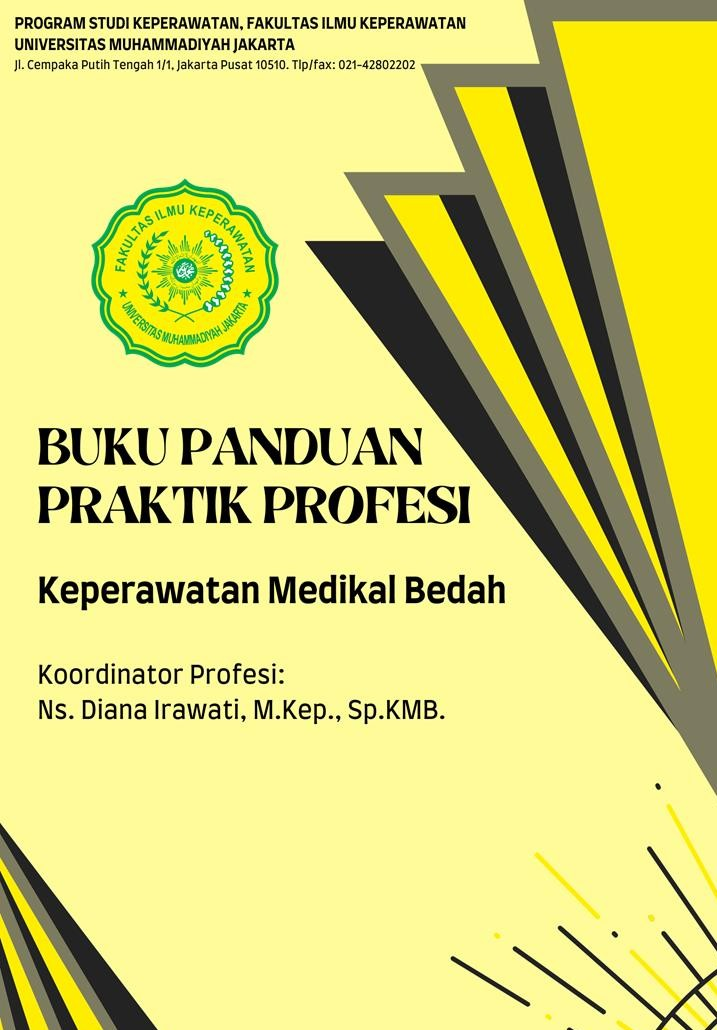 PROGRAM STUDI KEPERAWATAN, FAKULTAS ILMU KEPERAWATAN
UNIVERSITAS MUHAMMADIYAH JAKARTA
Jl. Cempaka Putih Tengah 1/1, Jakarta Pusat 10510. Tlp/fax: 021-42802202
FAKULTAS ILMU KEPERAWATAN
UNIVERSITAS MUHAMMADIYAH JAKARTA
BUKU PANDUAN
PRAKTIK PROFESI
Keperawatan Medikal Bedah
Koordinator Profesi:
Ns. Diana Irawati, M.Kep., Sp.KMB.